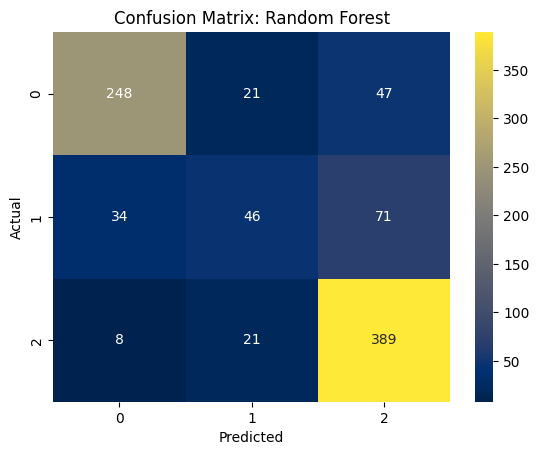 Confusion Matrix: Random Forest
0 248 21 47
1 34 46 71
2 8 21 389
0 1 2
Predicted
Actual
350
300
250
200
150
100
50